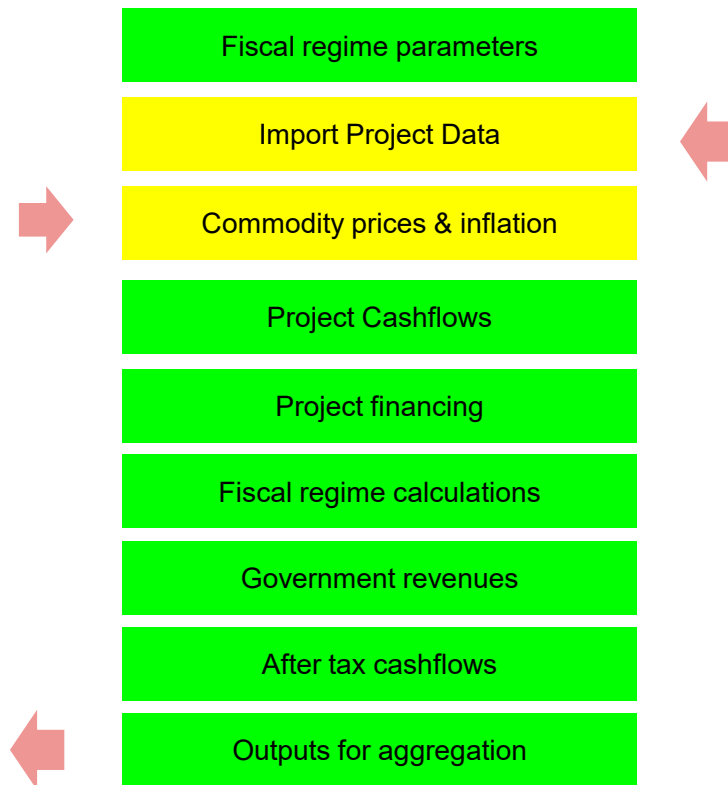 Fiscal regime parameters
Import Project Data
Commodity prices & inflation
Project Cashflows
Project financing
Fiscal regime calculations
Government revenues
After tax cashflows
Outputs for aggregation